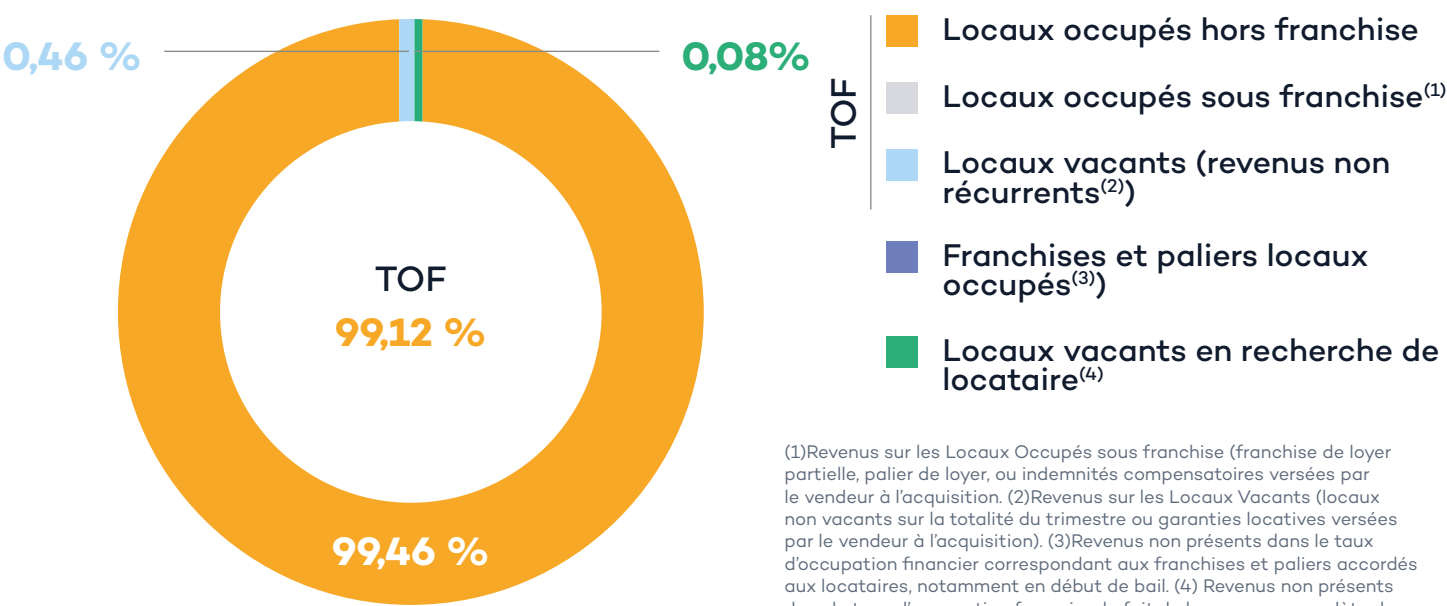 0,46 %
0,08%
TOF
99,12 %
99,46 %
TOF
Locaux occupés hors franchise
Locaux occupés sous franchise(1)
Locaux vacants (revenus non
récurrents(2))
Franchises et paliers locaux
occupés(3))
Locaux vacants en recherche de
locataire(4)
(1)Revenus sur les Locaux Occupés sous franchise (franchise de loyer
partielle, palier de loyer, ou indemnités compensatoires versées par
le vendeur à l'acquisition. (2)Revenus sur les Locaux Vacants (locaux
non vacants sur la totalité du trimestre ou garanties locatives versées
par le vendeur à l'acquisition). (3)Revenus non présents dans le taux
d'occupation financier correspondant aux franchises et paliers accordés
aux locataires, notamment en début de bail. (4) Revenus non présents